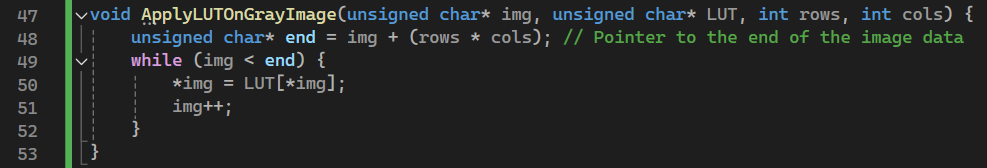 47 void ApplyLUTOnGrayImage(unsigned char* img, unsigned char* LUT, int rows, int cols) {
48     unsigned char* end = img + (rows * cols); // Pointer to the end of the image data
49     while (img < end) {
50         *img = LUT[*img];
51         img++;
52     }
53 }